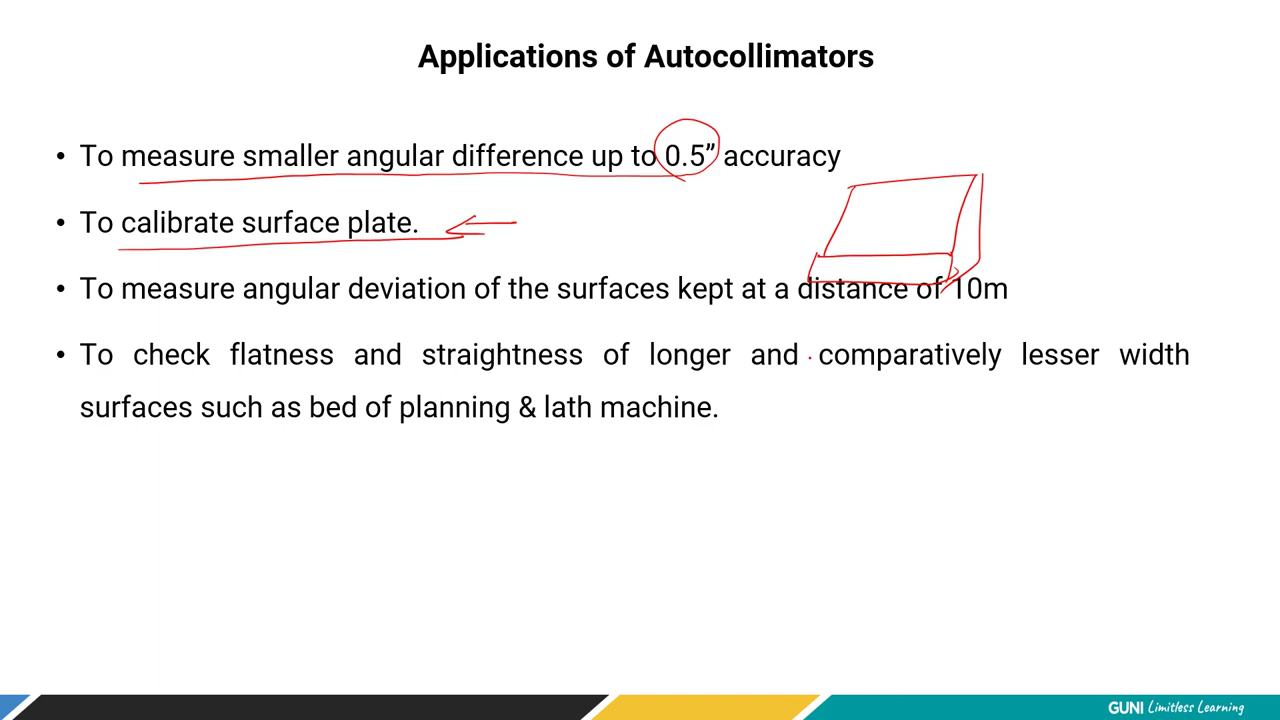 Applications of Autocollimators
• To measure smaller angular difference up to 0.5” accuracy
• To calibrate surface plate.
• To measure angular deviation of the surfaces kept at a distance of 10m
• To check flatness and straightness of longer and comparatively lesser width
surfaces such as bed of planning & lath machine.
GUNI Limitless Learning